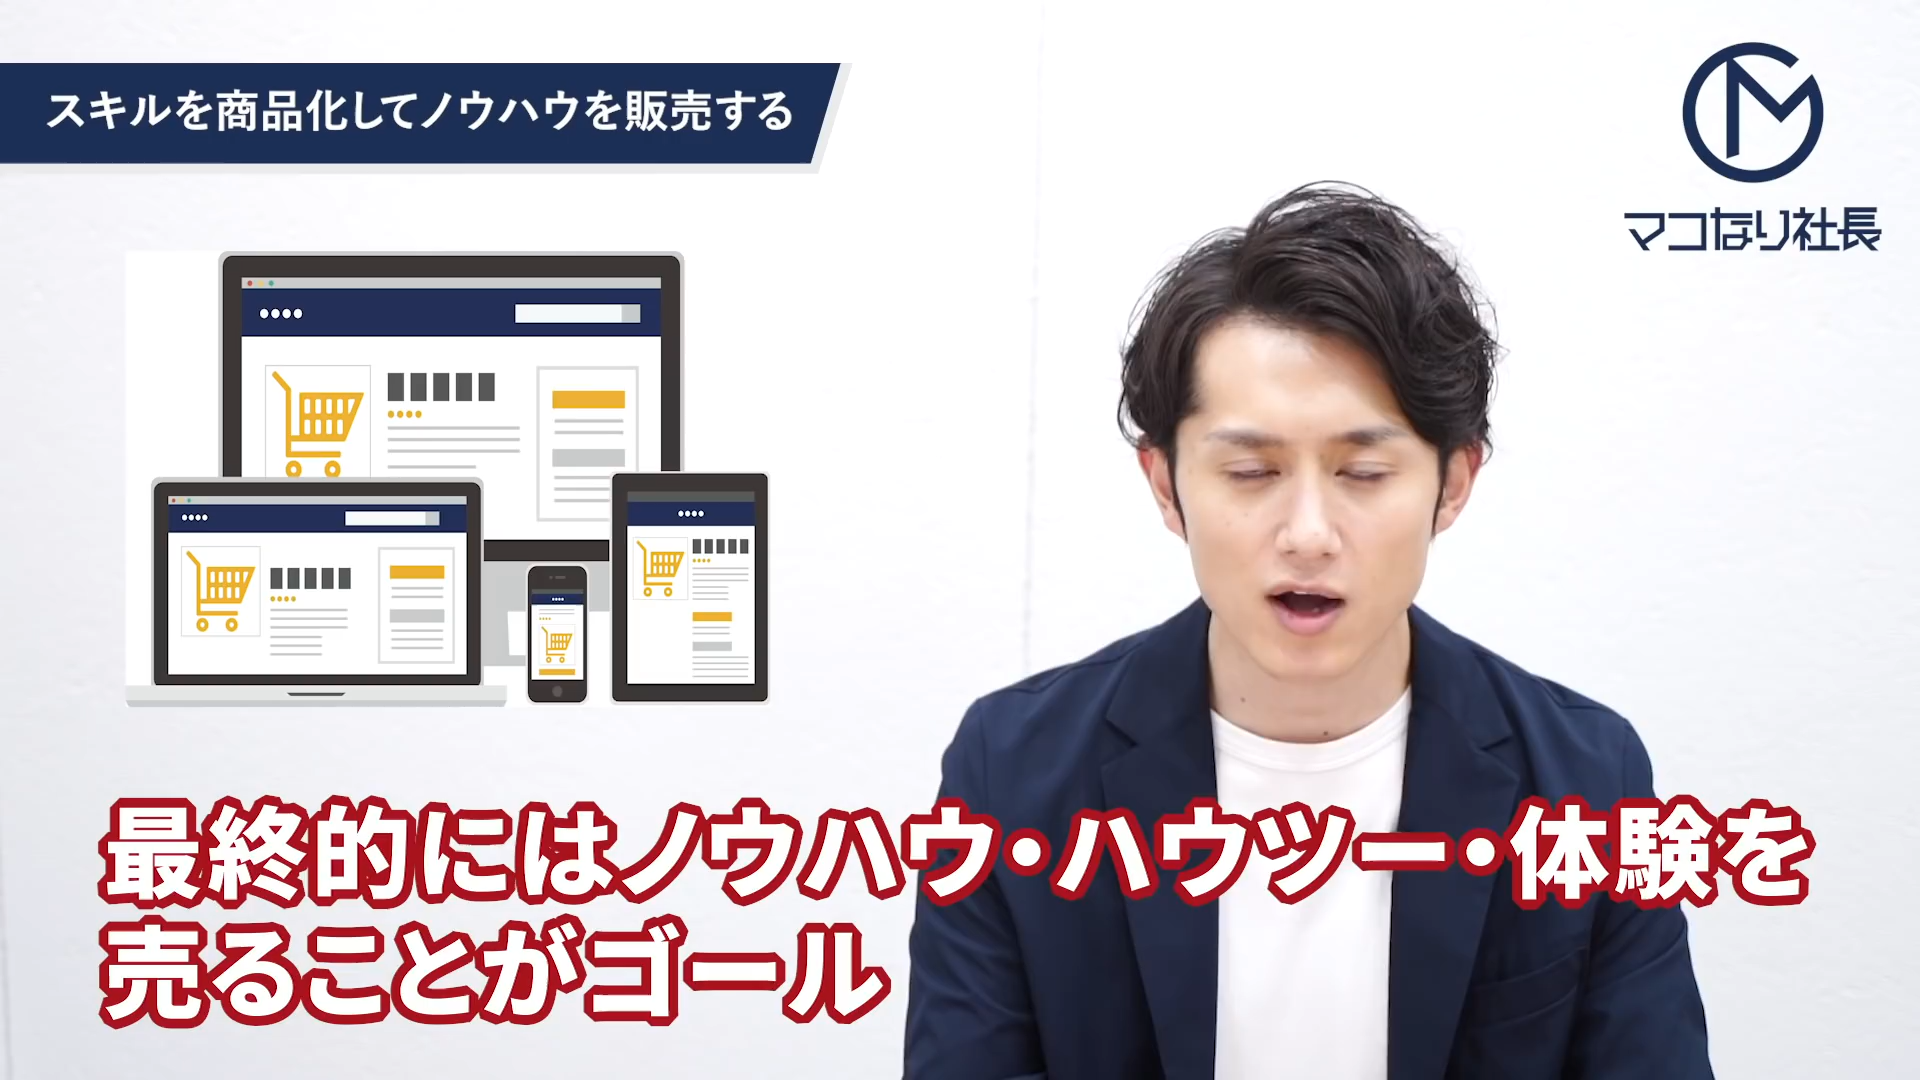 スキルを商品化してノウハウを販売する
マコなり社長
最終的にはノウハウ・ハウツー・体験を
売ることがゴール